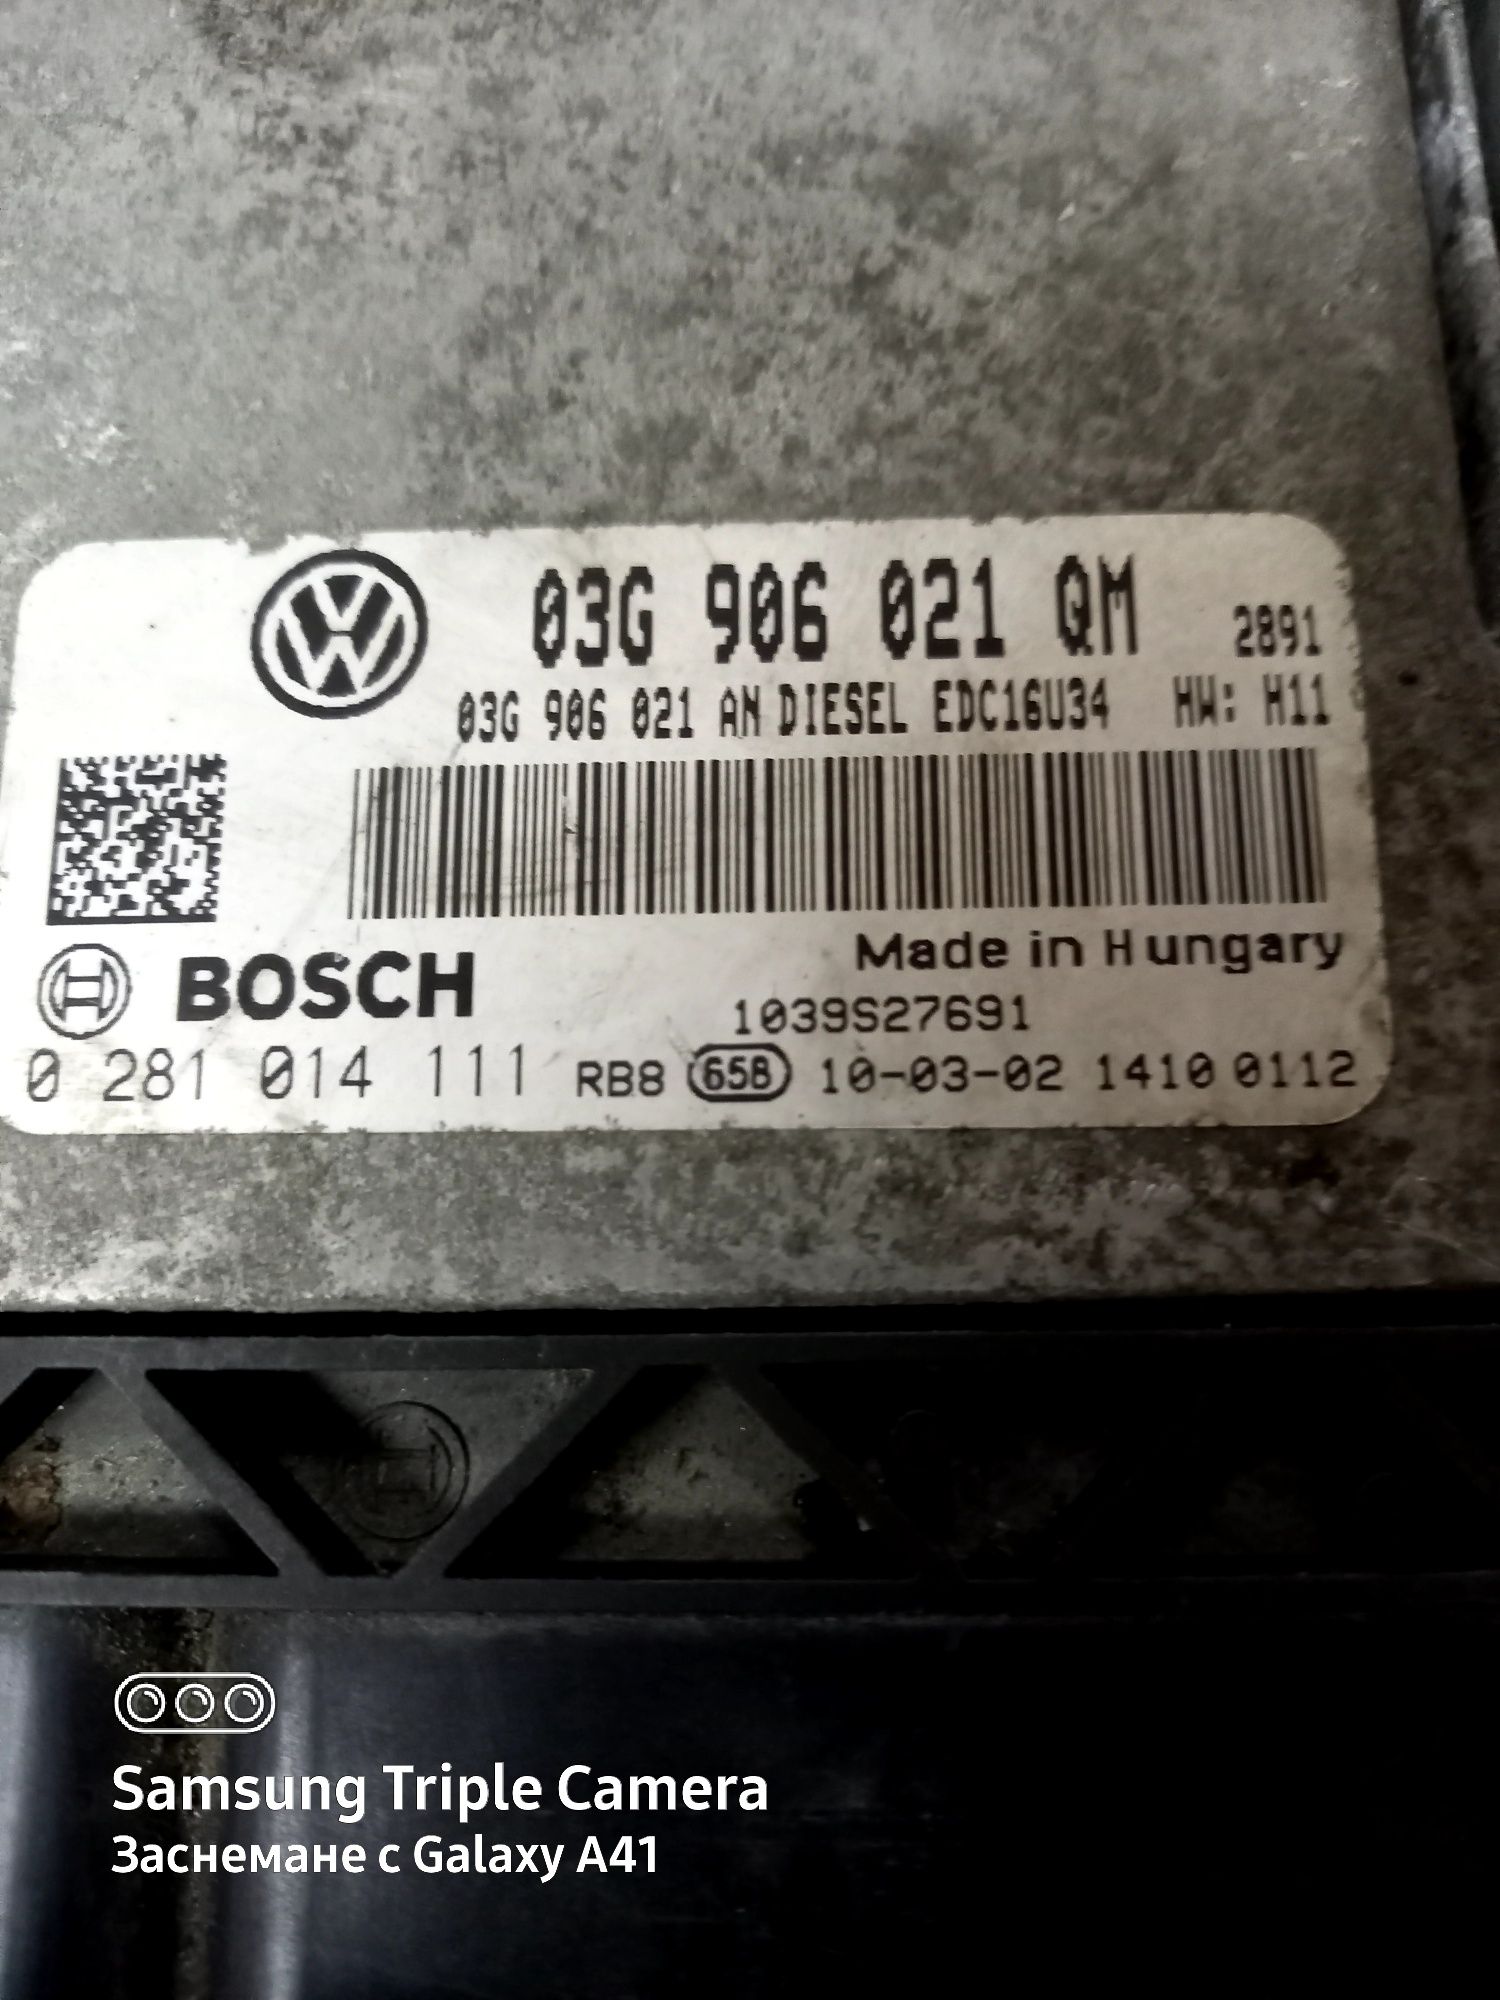 03G 906 021 QM 2891
03G 906 021 AN DIESEL EDC16U34 HW: H11
BOSCH
Made in Hungary
1039S27691
0 281 014 111 RB8 65B 10-03-02 1410 0112
Samsung Triple Camera
Заснемане с Galaxy A41